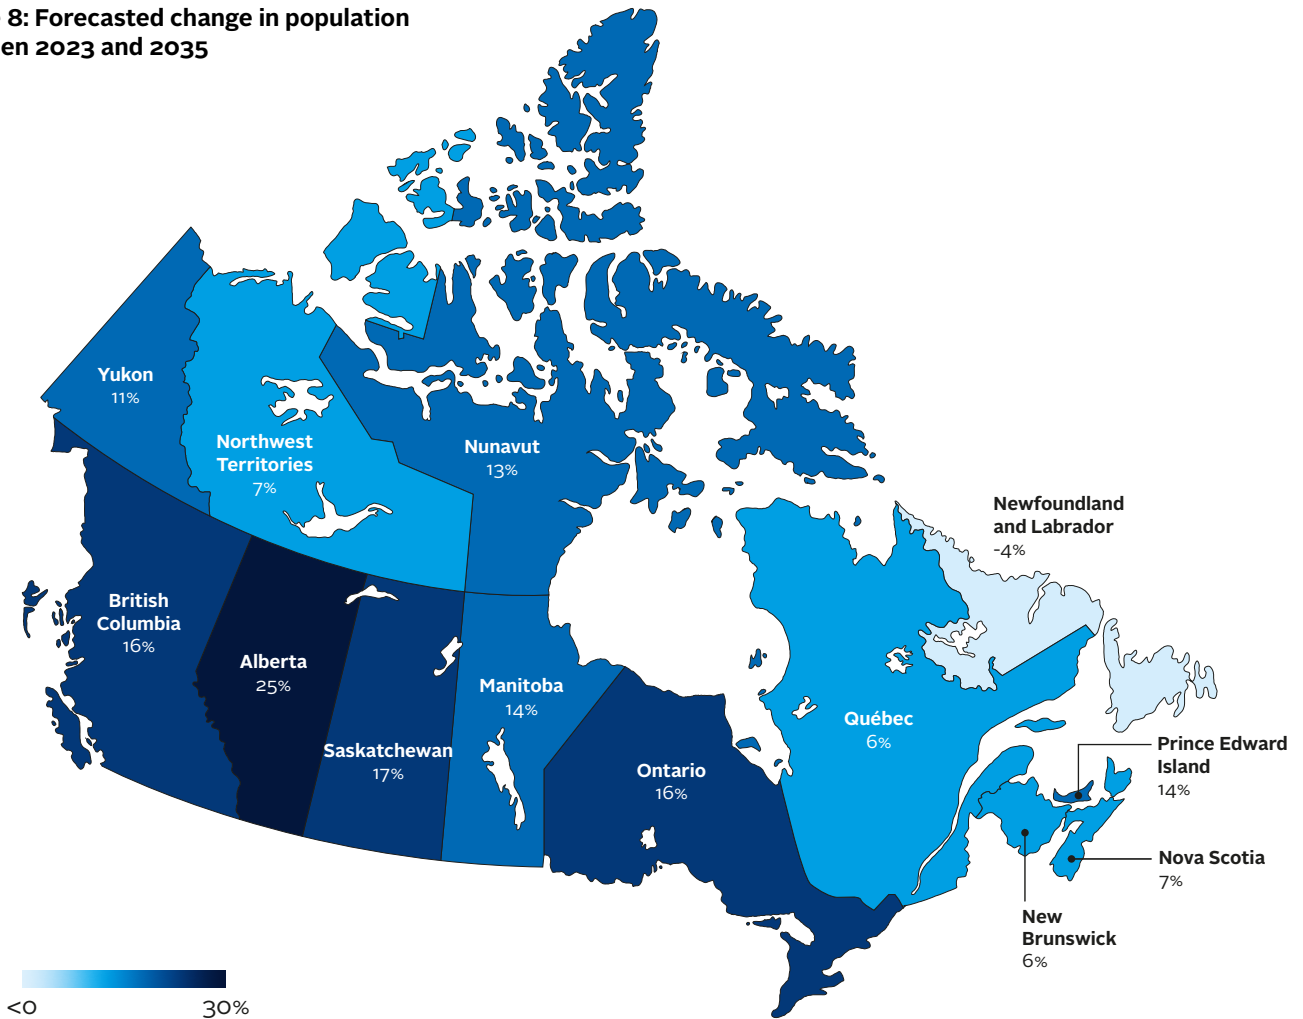 8: Forecasted change in population
en 2023 and 2035
Yukon
11%
Northwest
Territories
7%
Nunavut
13%
Newfoundland
and Labrador
-4%
British
Columbia
16%
Alberta
25%
Saskatchewan
17%
Manitoba
14%
Ontario
16%
Québec
6%
Prince Edward
Island
14%
Nova Scotia
7%
New
Brunswick
6%
<0
30%